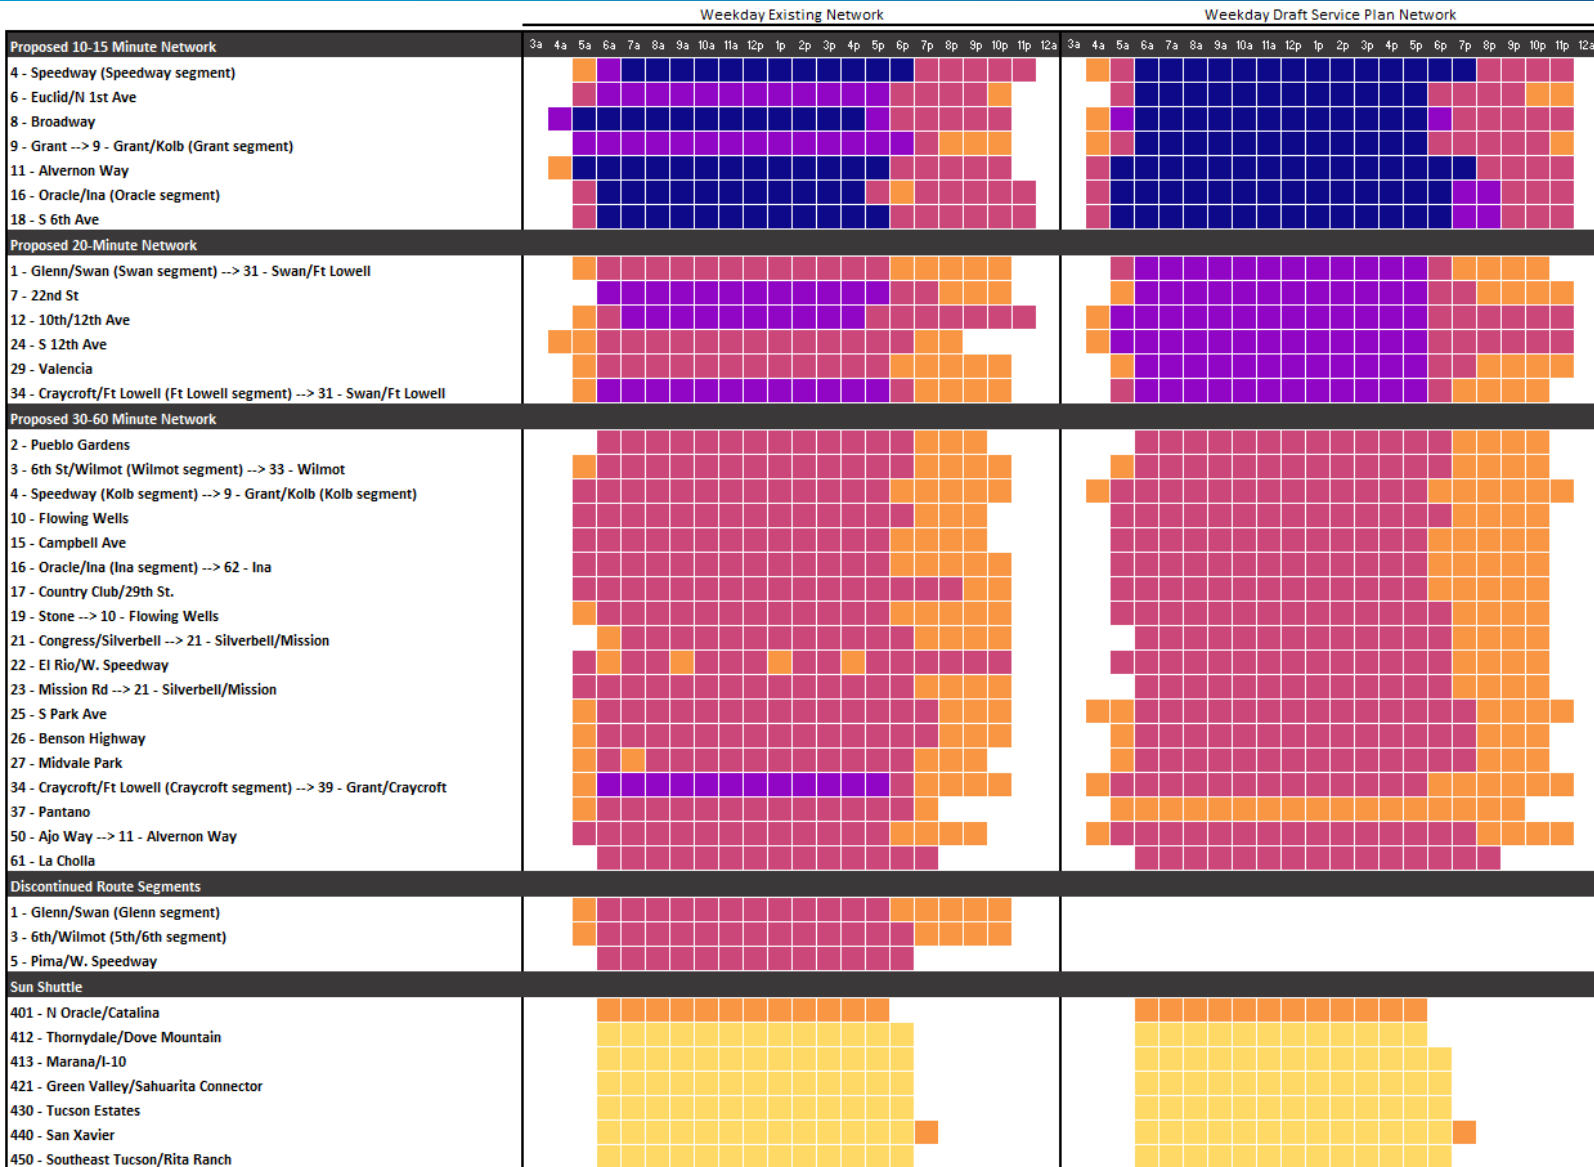 Weekday Existing Network Weekday Draft Service Plan Network
Proposed 10-15 Minute Network 3a 4a 5a 6a 7a 8a 9a 10a 11a 12p 1p 2p 3p 4p 5p 6p 7p 8p 9p 10p 11p 12a 3a 4a 5a 6a 7a 8a 9a 10a 11a 12p 1p 2p 3p 4p 5p 6p 7p 8p 9p 10p 11p 12a
4 - Speedway (Speedway segment)
6 - Euclid/N 1st Ave
8 - Broadway
9 - Grant --> 9 - Grant/Kolb (Grant segment)
11 - Alvernon Way
16 - Oracle/Ina (Oracle segment)
18 - S 6th Ave
Proposed 20-Minute Network
1 - Glenn/Swan (Swan segment) --> 31 - Swan/Ft Lowell
7 - 22nd St
12 - 10th/12th Ave
24 - S 12th Ave
29 - Valencia
34 - Craycroft/Ft Lowell (Ft Lowell segment) --> 31 - Swan/Ft Lowell
Proposed 30-60 Minute Network
2 - Pueblo Gardens
3 - 6th St/Wilmot (Wilmot segment) --> 33 - Wilmot
4 - Speedway (Kolb segment) --> 9 - Grant/Kolb (Kolb segment)
10 - Flowing Wells
15 - Campbell Ave
16 - Oracle/Ina (Ina segment) --> 62 - Ina
17 - Country Club/29th St.
19 - Stone --> 10 - Flowing Wells
21 - Congress/Silverbell --> 21 - Silverbell/Mission
22 - El Rio/W. Speedway
23 - Mission Rd --> 21 - Silverbell/Mission
25 - S Park Ave
26 - Benson Highway
27 - Midvale Park
34 - Craycroft/Ft Lowell (Craycroft segment) --> 39 - Grant/Craycroft
37 - Pantano
50 - Ajo Way --> 11 - Alvernon Way
61 - La Cholla
Discontinued Route Segments
1 - Glenn/Swan (Glenn segment)
3 - 6th/Wilmot (5th/6th segment)
5 - Pima/W. Speedway
Sun Shuttle
401 - N Oracle/Catalina
412 - Thornydale/Dove Mountain
413 - Marana/I-10
421 - Green Valley/Sahuarita Connector
430 - Tucson Estates
440 - San Xavier
450 - Southeast Tucson/Rita Ranch